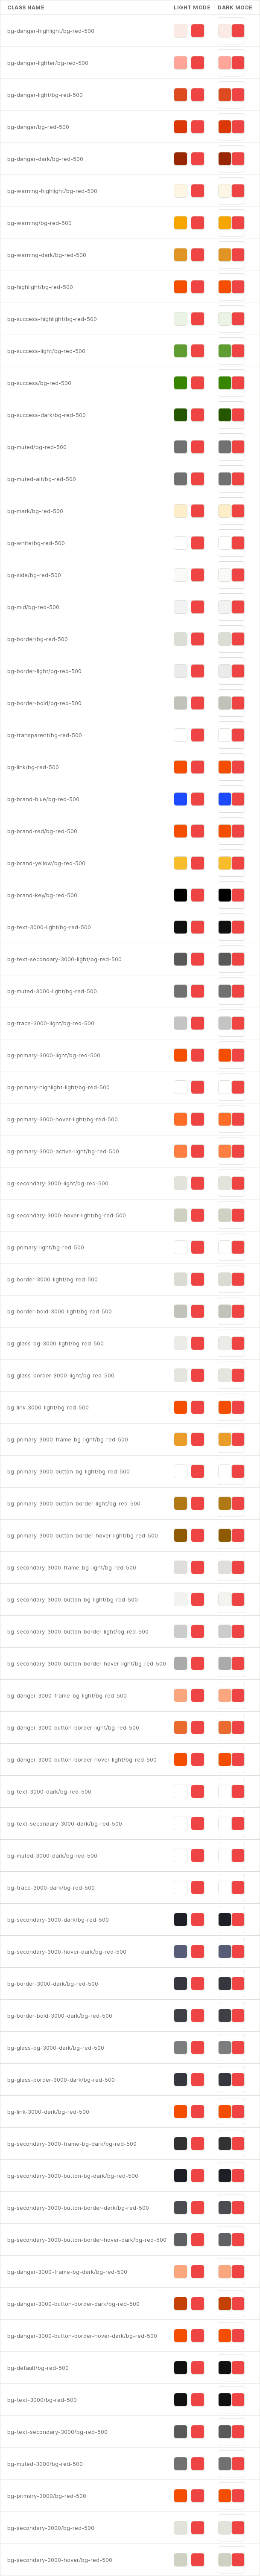 CLASS NAME LIGHT MODE DARK MODE
bg-danger-highlight/bg-red-500
bg-danger-lighter/bg-red-500
bg-danger-light/bg-red-500
bg-danger/bg-red-500
bg-danger-dark/bg-red-500
bg-warning-highlight/bg-red-500
bg-warning/bg-red-500
bg-warning-dark/bg-red-500
bg-highlight/bg-red-500
bg-success-highlight/bg-red-500
bg-success-light/bg-red-500
bg-success/bg-red-500
bg-success-dark/bg-red-500
bg-muted/bg-red-500
bg-muted-alt/bg-red-500
bg-mark/bg-red-500
bg-white/bg-red-500
bg-side/bg-red-500
bg-mid/bg-red-500
bg-border/bg-red-500
bg-border-light/bg-red-500
bg-border-bold/bg-red-500
bg-transparent/bg-red-500
bg-link/bg-red-500
bg-brand-blue/bg-red-500
bg-brand-red/bg-red-500
bg-brand-yellow/bg-red-500
bg-brand-key/bg-red-500
bg-text-3000-light/bg-red-500
bg-text-secondary-3000-light/bg-red-500
bg-muted-3000-light/bg-red-500
bg-trace-3000-light/bg-red-500
bg-primary-3000-light/bg-red-500
bg-primary-highlight-light/bg-red-500
bg-primary-3000-hover-light/bg-red-500
bg-primary-3000-active-light/bg-red-500
bg-secondary-3000-light/bg-red-500
bg-secondary-3000-hover-light/bg-red-500
bg-primary-light/bg-red-500
bg-border-3000-light/bg-red-500
bg-border-bold-3000-light/bg-red-500
bg-glass-bg-3000-light/bg-red-500
bg-glass-border-3000-light/bg-red-500
bg-link-3000-light/bg-red-500
bg-primary-3000-frame-bg-light/bg-red-500
bg-primary-3000-button-bg-light/bg-red-500
bg-primary-3000-button-border-light/bg-red-500
bg-primary-3000-button-border-hover-light/bg-red-500
bg-secondary-3000-frame-bg-light/bg-red-500
bg-secondary-3000-button-bg-light/bg-red-500
bg-secondary-3000-button-border-light/bg-red-500
bg-secondary-3000-button-border-hover-light/bg-red-500
bg-danger-3000-frame-bg-light/bg-red-500
bg-danger-3000-button-border-light/bg-red-500
bg-danger-3000-button-border-hover-light/bg-red-500
bg-text-3000-dark/bg-red-500
bg-text-secondary-3000-dark/bg-red-500
bg-muted-3000-dark/bg-red-500
bg-trace-3000-dark/bg-red-500
bg-secondary-3000-dark/bg-red-500
bg-secondary-3000-hover-dark/bg-red-500
bg-border-3000-dark/bg-red-500
bg-border-bold-3000-dark/bg-red-500
bg-glass-bg-3000-dark/bg-red-500
bg-glass-border-3000-dark/bg-red-500
bg-link-3000-dark/bg-red-500
bg-secondary-3000-frame-bg-dark/bg-red-500
bg-secondary-3000-button-bg-dark/bg-red-500
bg-secondary-3000-button-border-dark/bg-red-500
bg-secondary-3000-button-border-hover-dark/bg-red-500
bg-danger-3000-frame-bg-dark/bg-red-500
bg-danger-3000-button-border-dark/bg-red-500
bg-danger-3000-button-border-hover-dark/bg-red-500
bg-default/bg-red-500
bg-text-3000/bg-red-500
bg-text-secondary-3000/bg-red-500
bg-muted-3000/bg-red-500
bg-primary-3000/bg-red-500
bg-secondary-3000/bg-red-500
bg-secondary-3000-hover/bg-red-500